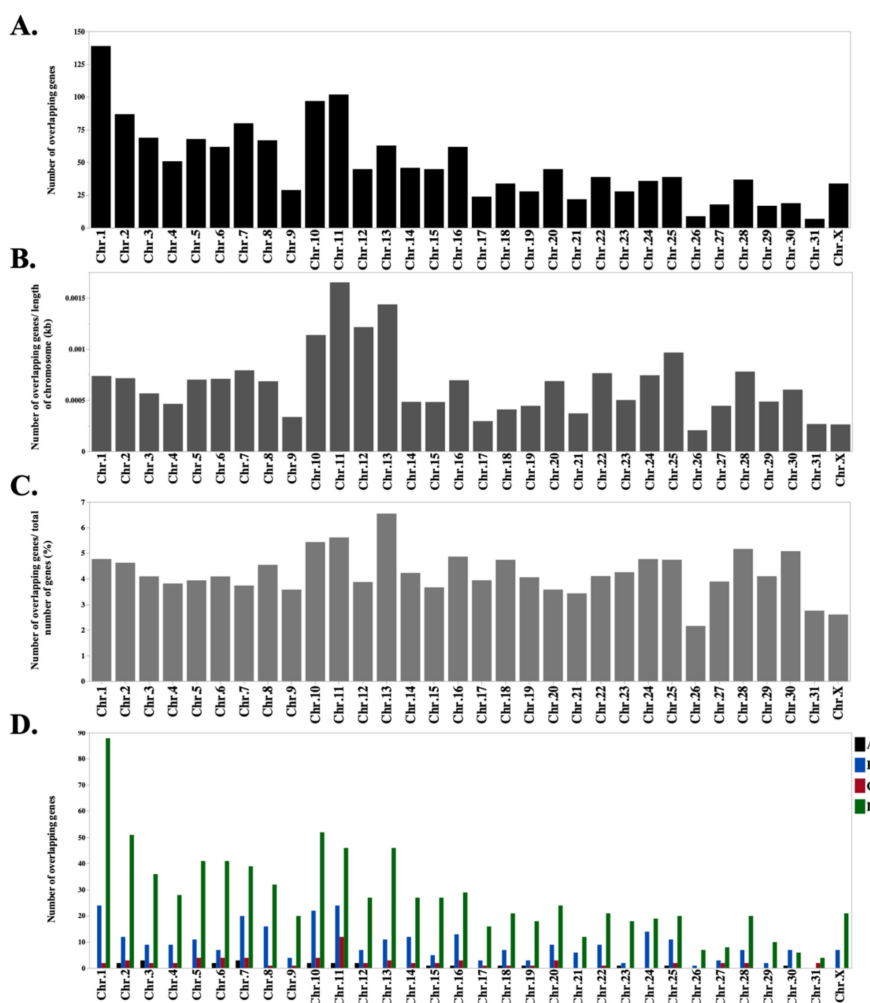 A.
Number of overlapping genes
150
125
100
75
50
25
0
Chr.1 Chr.2 Chr.3 Chr.4 Chr.5 Chr.6 Chr.7 Chr.8 Chr.9 Chr.10 Chr.11 Chr.12 Chr.13 Chr.14 Chr.15 Chr.16 Chr.17 Chr.18 Chr.19 Chr.20 Chr.21 Chr.22 Chr.23 Chr.24 Chr.25 Chr.26 Chr.27 Chr.28 Chr.29 Chr.30 Chr.31 Chr.X
B.
Number of overlapping genes/ length
of chromosome (kb)
0.0015
0.001
0.0005
0
Chr.1 Chr.2 Chr.3 Chr.4 Chr.5 Chr.6 Chr.7 Chr.8 Chr.9 Chr.10 Chr.11 Chr.12 Chr.13 Chr.14 Chr.15 Chr.16 Chr.17 Chr.18 Chr.19 Chr.20 Chr.21 Chr.22 Chr.23 Chr.24 Chr.25 Chr.26 Chr.27 Chr.28 Chr.29 Chr.30 Chr.31 Chr.X
C.
Number of overlapping genes/ total
number of genes (%)
7
6
5
4
3
2
1
0
Chr.1 Chr.2 Chr.3 Chr.4 Chr.5 Chr.6 Chr.7 Chr.8 Chr.9 Chr.10 Chr.11 Chr.12 Chr.13 Chr.14 Chr.15 Chr.16 Chr.17 Chr.18 Chr.19 Chr.20 Chr.21 Chr.22 Chr.23 Chr.24 Chr.25 Chr.26 Chr.27 Chr.28 Chr.29 Chr.30 Chr.31 Chr.X
D.
Number of overlapping genes
90
80
70
60
50
40
30
20
10
0
Chr.1 Chr.2 Chr.3 Chr.4 Chr.5 Chr.6 Chr.7 Chr.8 Chr.9 Chr.10 Chr.11 Chr.12 Chr.13 Chr.14 Chr.15 Chr.16 Chr.17 Chr.18 Chr.19 Chr.20 Chr.21 Chr.22 Chr.23 Chr.24 Chr.25 Chr.26 Chr.27 Chr.28 Chr.29 Chr.30 Chr.31 Chr.X